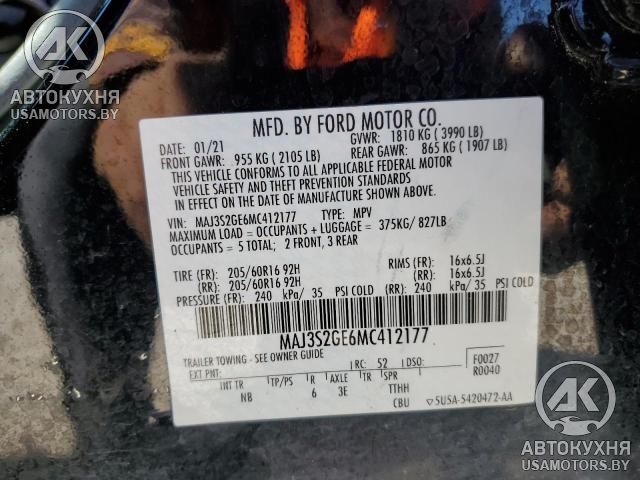 AK
АВТОКУХНЯ
USAMOTORS.BY
MFD. BY FORD MOTOR CO.
DATE: 01/21 GVWR: 1810 KG ( 3990 LB)
FRONT GAWR: 955 KG ( 2105 LB) REAR GAWR: 865 KG ( 1907 LB)
THIS VEHICLE CONFORMS TO ALL APPLICABLE FEDERAL MOTOR
VEHICLE SAFETY AND THEFT PREVENTION STANDARDS
IN EFFECT ON THE DATE OF MANUFACTURE SHOWN ABOVE.
VIN: MAJ3S2GE6MC412177 TYPE: MPV
MAXIMUM LOAD = OCCUPANTS + LUGGAGE = 375KG/ 827LB
OCCUPANTS = 5 TOTAL; 2 FRONT, 3 REAR
TIRE (FR): 205/60R16 92H RIMS (FR): 16x6.5J
(RR): 205/60R16 92H (RR): 16x6.5J
PRESSURE (FR): 240 kPa/ 35 PSI COLD (RR): 240 kPa/ 35 PSI COLD
MAJ3S2GE6MC412177
TRAILER TOWING - SEE OWNER GUIDE
EXT PNT: RC: 52 DSO: F0027
R0040
INT TR TP/PS R AXLE TR SPR
NB 6 3E TTHH
CBU 5USA-5420472-AA
AK
АВТОКУХНЯ
USAMOTORS.BY